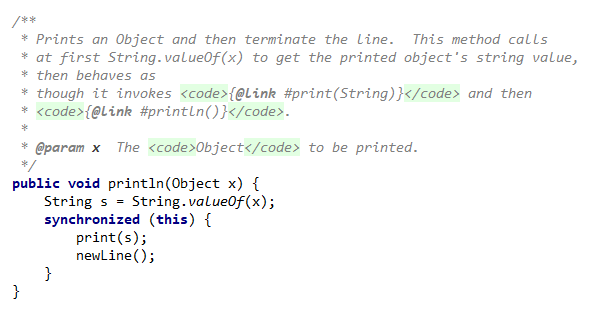 /**
 * Prints an Object and then terminate the line.  This method calls
 * at first String.valueOf(x) to get the printed object's string value,
 * then behaves as
 * though it invokes <code>{@link #print(String)}</code> and then
 * <code>{@link #println()}</code>.
 *
 * @param x  The <code>Object</code> to be printed.
 */
public void println(Object x) {
    String s = String.valueOf(x);
    synchronized (this) {
        print(s);
        newLine();
    }
}